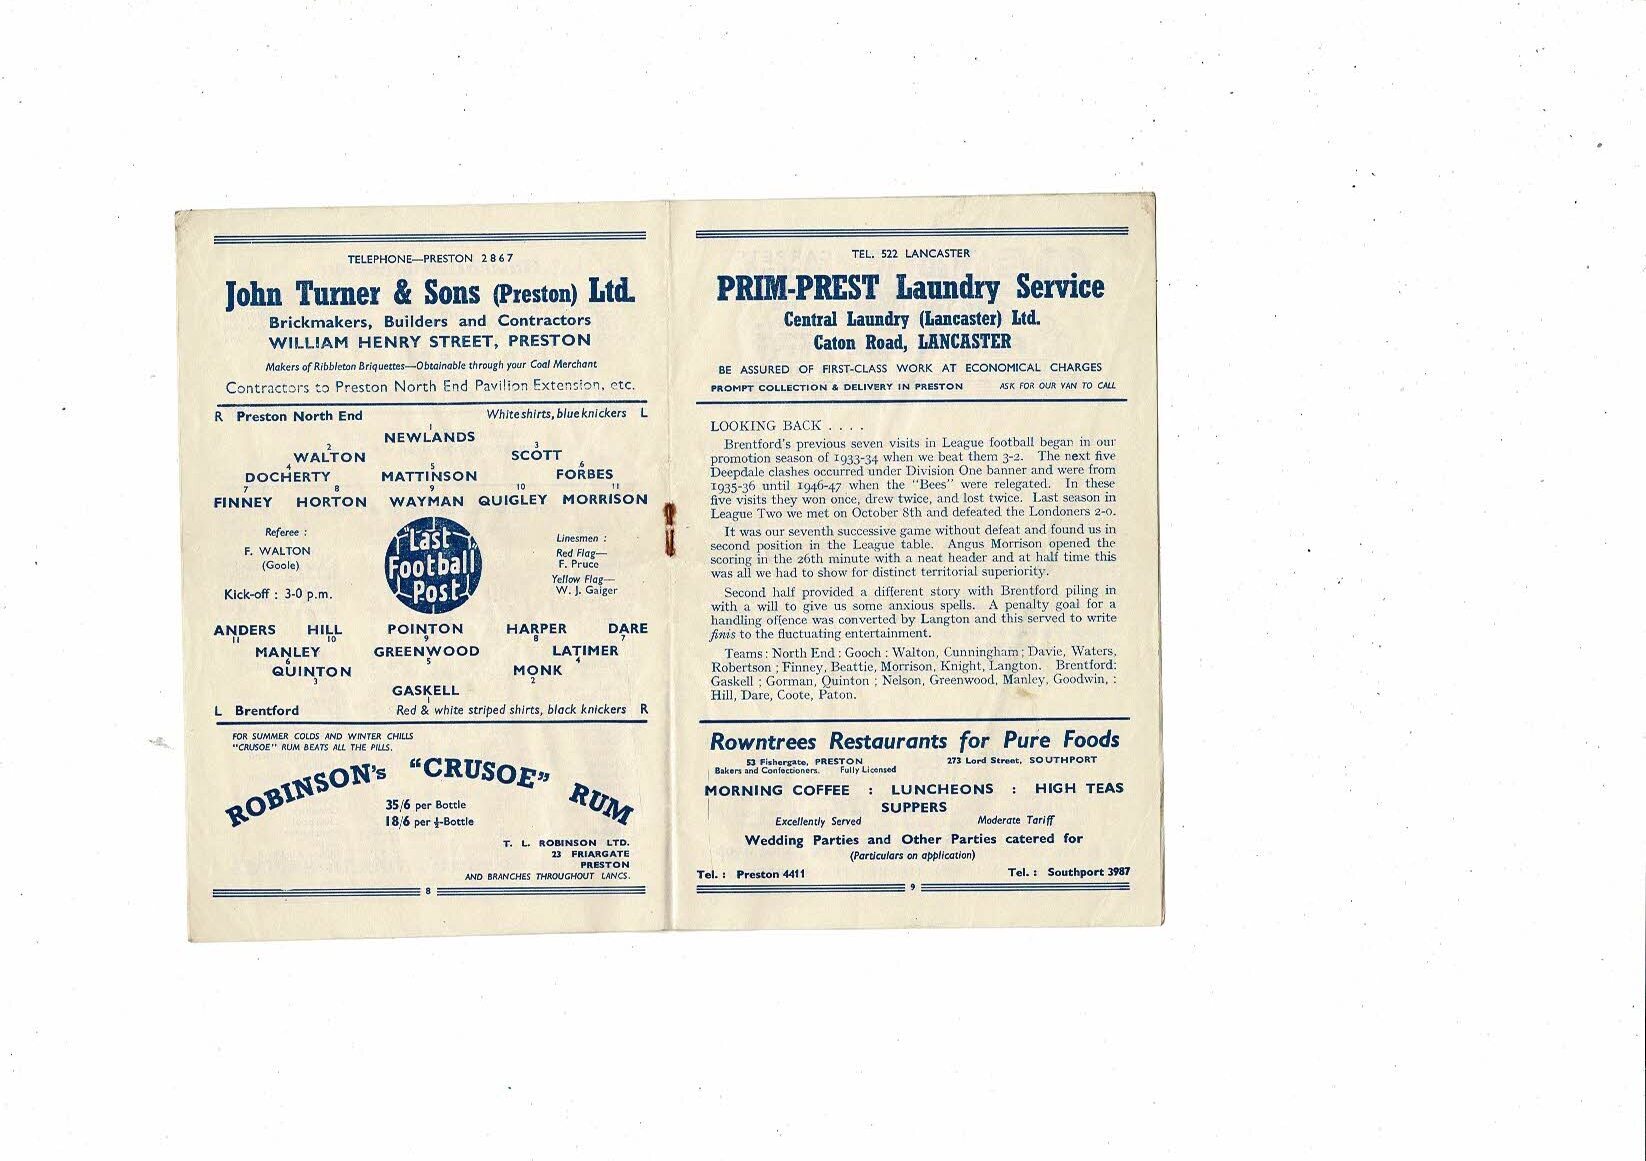 TELEPHONE—PRESTON 2867
John Turner & Sons (Preston) Ltd.
Brickmakers, Builders and Contractors
WILLIAM HENRY STREET, PRESTON
Makers of Ribbleton Briquettes—Obtainable through your Coal Merchant
Contractors to Preston North End Pavilion Extension, etc.
R Preston North End White shirts, blue knickers L
1
NEWLANDS
2 3
WALTON SCOTT
4 5 6
DOCHERTY MATTINSON FORBES
7 8 9 10 11
FINNEY HORTON WAYMAN QUIGLEY MORRISON
Referee :
F. WALTON
(Goole)
Kick-off : 3-0 p.m.
Last
Football
Post
Linesmen :
Red Flag—
F. Pruce
Yellow Flag—
W. J. Gaiger
ANDERS HILL POINTON HARPER DARE
11 10 9 8 7
MANLEY GREENWOOD LATIMER
6 5 4
QUINTON MONK
3 2
GASKELL
1
L Brentford Red & white striped shirts, black knickers R
FOR SUMMER COLDS AND WINTER CHILLS
"CRUSOE" RUM BEATS ALL THE PILLS.
ROBINSON'S "CRUSOE" RUM
35/6 per Bottle
18/6 per ½-Bottle
T. L. ROBINSON LTD.
23 FRIARGATE
PRESTON
AND BRANCHES THROUGHOUT LANCS.
8
TEL. 522 LANCASTER
PRIM-PREST Laundry Service
Central Laundry (Lancaster) Ltd.
Caton Road, LANCASTER
BE ASSURED OF FIRST-CLASS WORK AT ECONOMICAL CHARGES
PROMPT COLLECTION & DELIVERY IN PRESTON ASK FOR OUR VAN TO CALL
LOOKING BACK . . . .
Brentford's previous seven visits in League football began in our
promotion season of 1933-34 when we beat them 3-2. The next five
Deepdale clashes occurred under Division One banner and were from
1935-36 until 1946-47 when the "Bees" were relegated. In these
five visits they won once, drew twice, and lost twice. Last season in
League Two we met on October 8th and defeated the Londoners 2-0.
It was our seventh successive game without defeat and found us in
second position in the League table. Angus Morrison opened the
scoring in the 26th minute with a neat header and at half time this
was all we had to show for distinct territorial superiority.
Second half provided a different story with Brentford piling in
with a will to give us some anxious spells. A penalty goal for a
handling offence was converted by Langton and this served to write
finis to the fluctuating entertainment.
Teams : North End : Gooch : Walton, Cunningham ; Davie, Waters,
Robertson ; Finney, Beattie, Morrison, Knight, Langton. Brentford:
Gaskell ; Gorman, Quinton ; Nelson, Greenwood, Manley, Goodwin, :
Hill, Dare, Coote, Paton.
Rowntrees Restaurants for Pure Foods
53 Fishergate, PRESTON 273 Lord Street, SOUTHPORT
Bakers and Confectioners. Fully Licensed
MORNING COFFEE : LUNCHEONS : HIGH TEAS
SUPPERS
Excellently Served Moderate Tariff
Wedding Parties and Other Parties catered for
(Particulars on application)
Tel. : Preston 4411 Tel. : Southport 3987
9